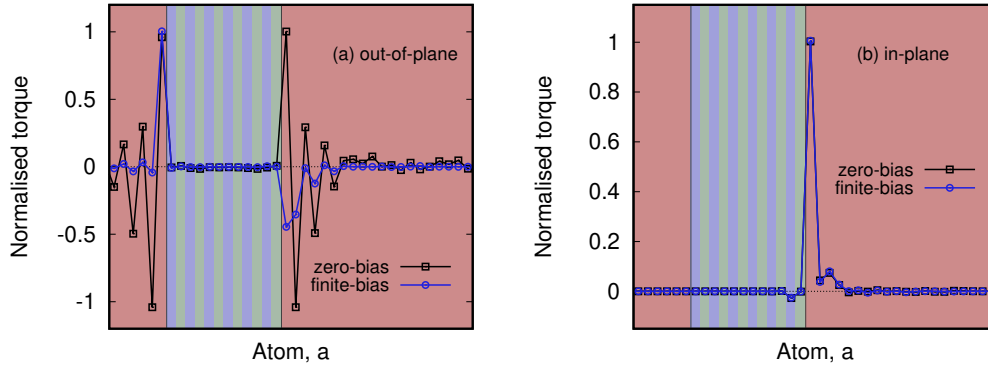 Normalised torque
1
0.5
0
-0.5
-1
(a) out-of-plane
zero-bias
finite-bias
Atom, a
Normalised torque
1
0.8
0.6
0.4
0.2
0
(b) in-plane
zero-bias
finite-bias
Atom, a